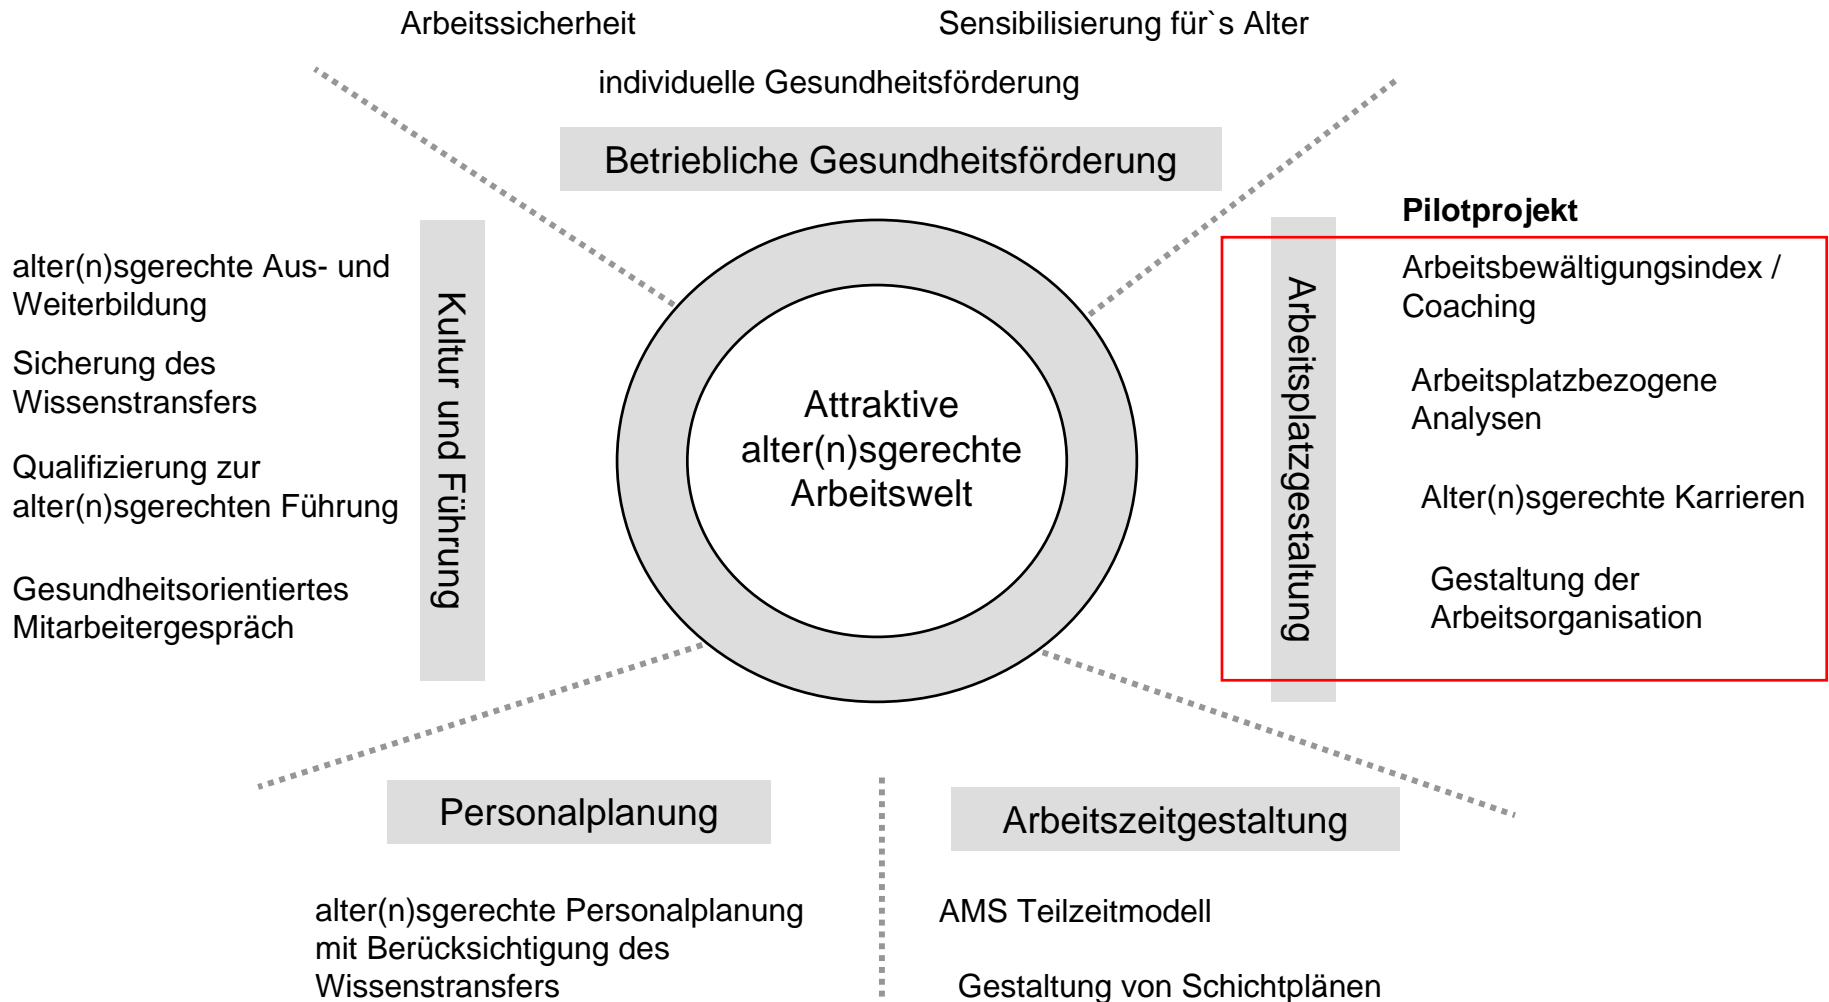 Arbeitssicherheit
Sensibilisierung für`s Alter
individuelle Gesundheitsförderung
Betriebliche Gesundheitsförderung
alter(n)sgerechte Aus- und
Weiterbildung
Sicherung des
Wissenstransfers
Qualifizierung zur
alter(n)sgerechten Führung
Gesundheitsorientiertes
Mitarbeitergespräch
Kultur und Führung
Attraktive
alter(n)sgerechte
Arbeitswelt
Arbeitsplatzgestaltung
Pilotprojekt
Arbeitsbewältigungsindex /
Coaching
Arbeitsplatzbezogene
Analysen
Alter(n)sgerechte Karrieren
Gestaltung der
Arbeitsorganisation
Personalplanung
alter(n)sgerechte Personalplanung
mit Berücksichtigung des
Wissenstransfers
Arbeitszeitgestaltung
AMS Teilzeitmodell
Gestaltung von Schichtplänen